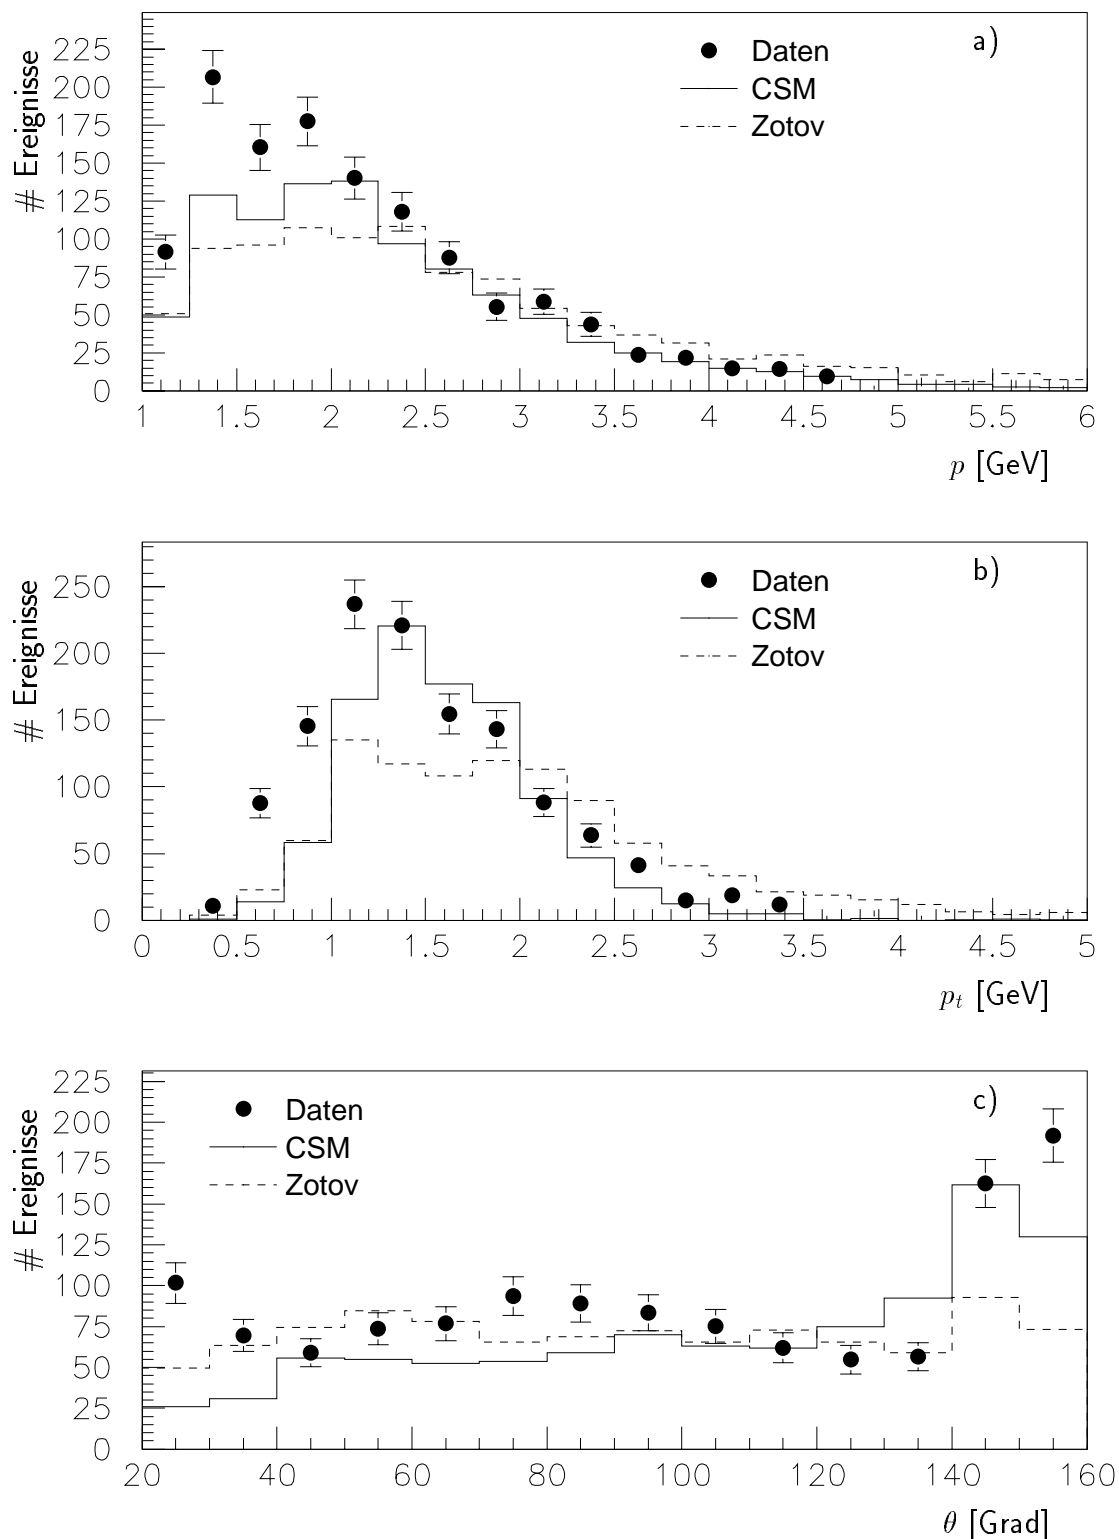 a)
# Ereignisse
225
200
175
150
125
100
75
50
25
0
Daten
CSM
Zotov
1 1.5 2 2.5 3 3.5 4 4.5 5 5.5 6
p [GeV]
b)
# Ereignisse
250
200
150
100
50
0
Daten
CSM
Zotov
0 0.5 1 1.5 2 2.5 3 3.5 4 4.5 5
p_t [GeV]
c)
# Ereignisse
225
200
175
150
125
100
75
50
25
0
Daten
CSM
Zotov
20 40 60 80 100 120 140 160
θ [Grad]